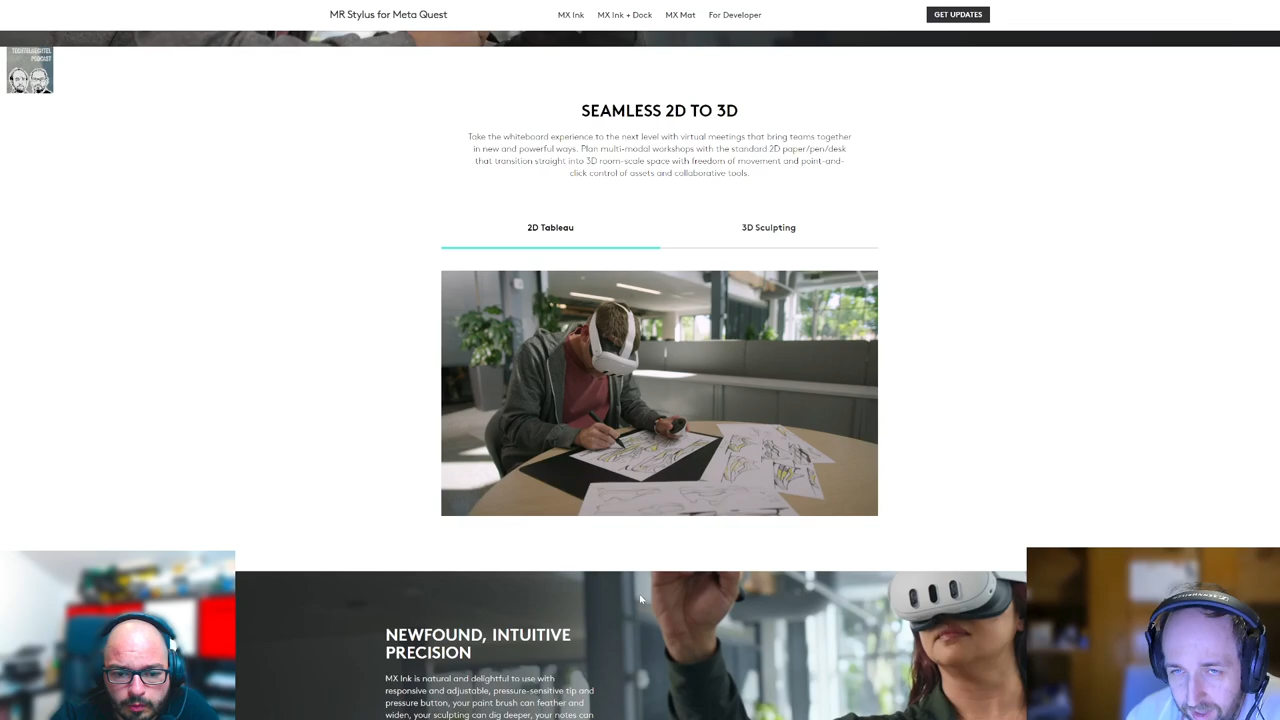 MR Stylus for Meta Quest
MX Ink
MX Ink + Dock
MX Mat
For Developer
GET UPDATES
TECHTELMECHTEL
PODCAST
SEAMLESS 2D TO 3D
Take the whiteboard experience to the next level with virtual meetings that bring teams together
in new and powerful ways. Plan multi-modal workshops with the standard 2D paper/pen/desk
that transition straight into 3D room-scale space with freedom of movement and point-and-
click control of assets and collaborative tools.
2D Tableau
3D Sculpting
NEWFOUND, INTUITIVE
PRECISION
MX Ink is natural and delightful to use with
responsive and adjustable, pressure-sensitive tip and
pressure button, your paint brush can feather and
widen, your sculpting can dig deeper, your notes can